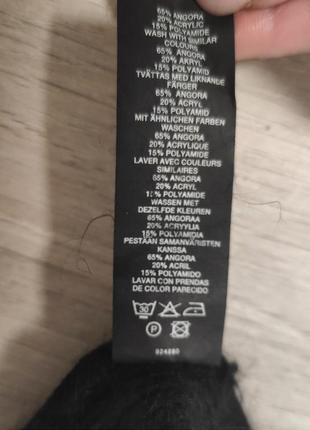 65% ANGORA
20% ACRYLIC
15% POLYAMIDE
WASH WITH SIMILAR
COLOURS
65% ANGORA
20% AKRYL
15% POLYAMID
TVÄTTAS MED LIKNANDE
FÄRGER
65% ANGORA
20% ACRYL
15% POLYAMID
MIT ÄHNLICHEN FARBEN
WASCHEN
65% ANGORA
20% ACRYLIQUE
15% POLYAMIDE
LAVER AVEC COULEURS
SIMILAIRES
65% ANGORA
20% ACRYL
15% POLYAMIDE
WASSEN MET
DEZELFDE KLEUREN
65% ANGORAA
20% ACRYYLIA
15% POLYAMIDIA
PESTÄÄN SAMANVÄRISTEN
KANSSA
65% ANGORA
20% ACRIL
15% POLYAMIDO
LAVAR CON PRENDAS
DE COLOR PARECIDO
30
P
924280